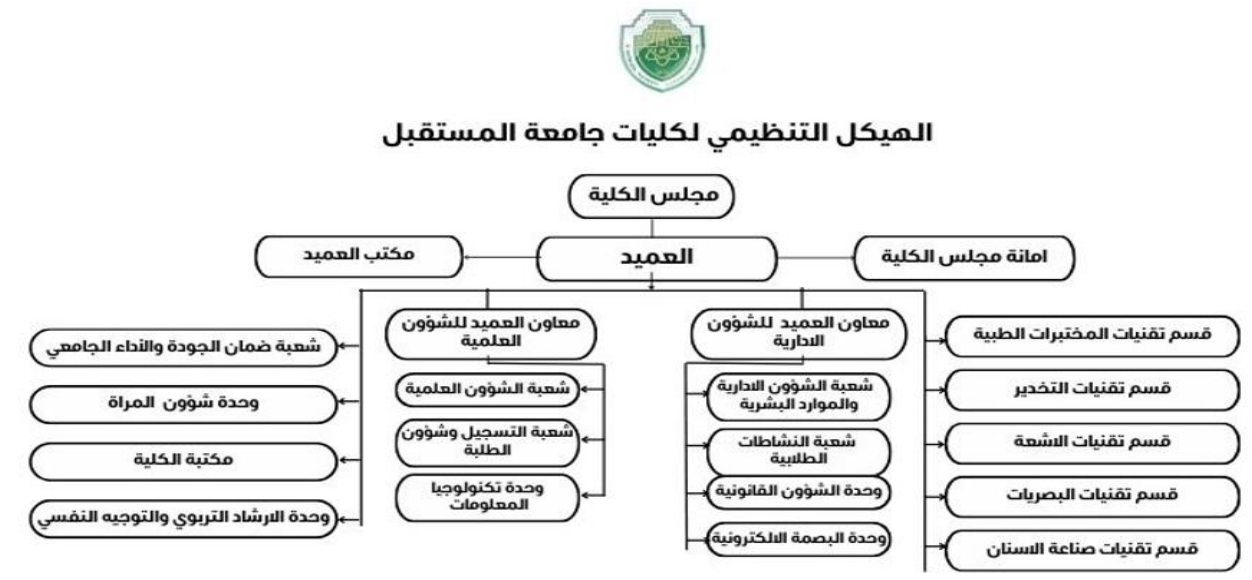 الهيكل التنظيمي لكليات جامعة المستقبل
مجلس الكلية
امانة مجلس الكلية
العميد
مكتب العميد
قسم تقنيات المختبرات الطبية
قسم تقنيات التخدير
قسم تقنيات الاشعة
قسم تقنيات البصريات
قسم تقنيات صناعة الاسنان
معاون العميد للشؤون
الادارية
شعبة الشؤون الادارية
والموارد البشرية
شعبة النشاطات
الطلابية
وحدة الشؤون القانونية
وحدة البصمة الالكترونية
معاون العميد للشؤون
العلمية
شعبة الشؤون العلمية
شعبة التسجيل وشؤون
الطلبة
وحدة تكنولوجيا
المعلومات
شعبة ضمان الجودة والأداء الجامعي
وحدة شؤون المراة
مكتبة الكلية
وحدة الارشاد التربوي والتوجيه النفسي